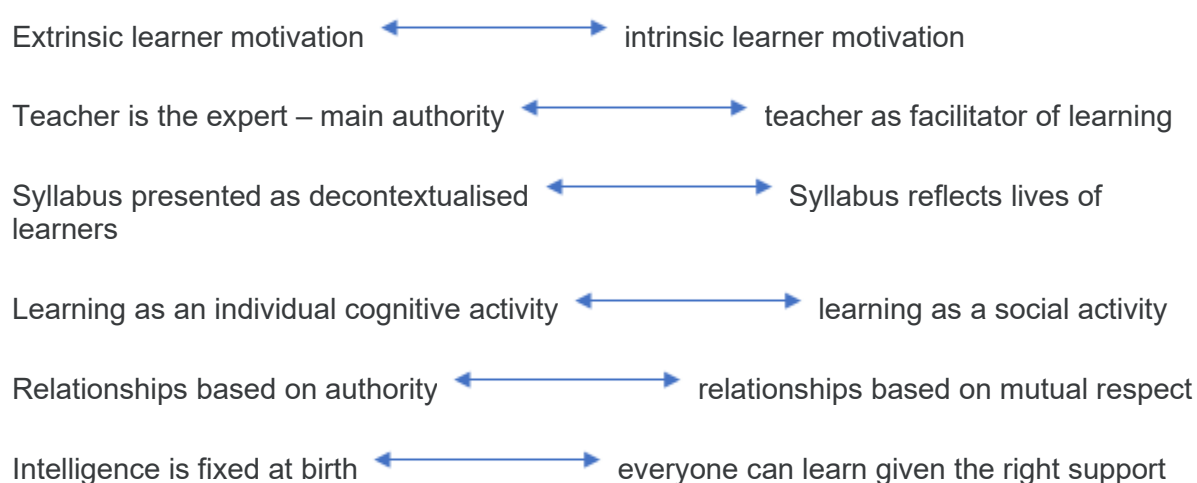 Extrinsic learner motivation intrinsic learner motivation
Teacher is the expert – main authority teacher as facilitator of learning
Syllabus presented as decontextualised Syllabus reflects lives of
learners
Learning as an individual cognitive activity learning as a social activity
Relationships based on authority relationships based on mutual respect
Intelligence is fixed at birth everyone can learn given the right support